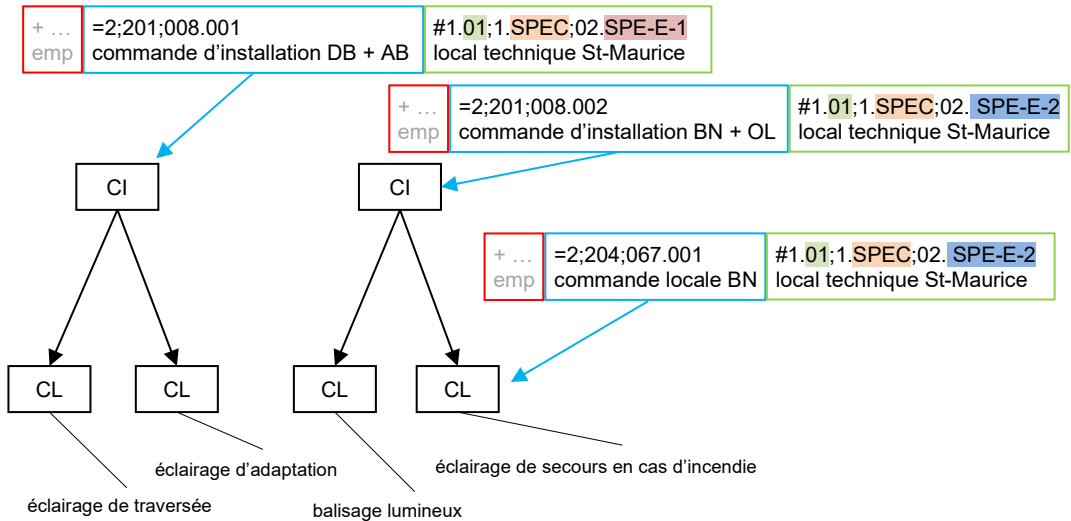 + … =2;201;008.001 #1.01;1.SPEC;02.SPE-E-1
emp commande d’installation DB + AB local technique St-Maurice
+ … =2;201;008.002 #1.01;1.SPEC;02. SPE-E-2
emp commande d’installation BN + OL local technique St-Maurice
CI CI
+ … =2;204;067.001 #1.01;1.SPEC;02. SPE-E-2
emp commande locale BN local technique St-Maurice
CL CL CL CL
éclairage d’adaptation éclairage de secours en cas d’incendie
éclairage de traversée balisage lumineux